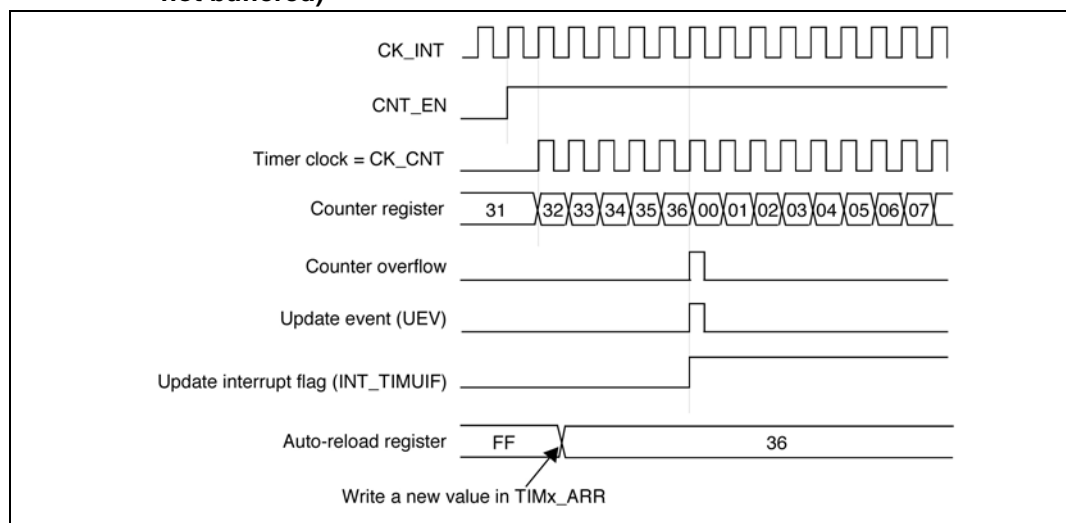 not buffered)
CK_INT
CNT_EN
Timer clock = CK_CNT
Counter register 31 32 33 34 35 36 00 01 02 03 04 05 06 07
Counter overflow
Update event (UEV)
Update interrupt flag (INT_TIMUIF)
Auto-reload register FF 36
Write a new value in TIMx_ARR